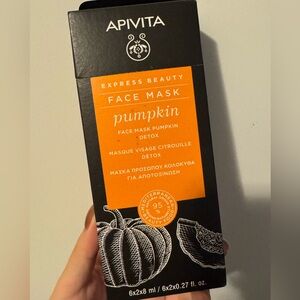 APIVITA
EXPRESS BEAUTY
FACE MASK
pumpkin
FACE MASK PUMPKIN
DETOX
MASQUE VISAGE CITROUILLE
DETOX
ΜΑΣΚΑ ΠΡΟΣΩΠΟΥ ΚΟΛΟΚΥΘΑ
ΓΙΑ ΑΠΟΤΟΞΙΝΩΣΗ
95
%
6x2x8 ml / 6x2x0.27 fl. oz.